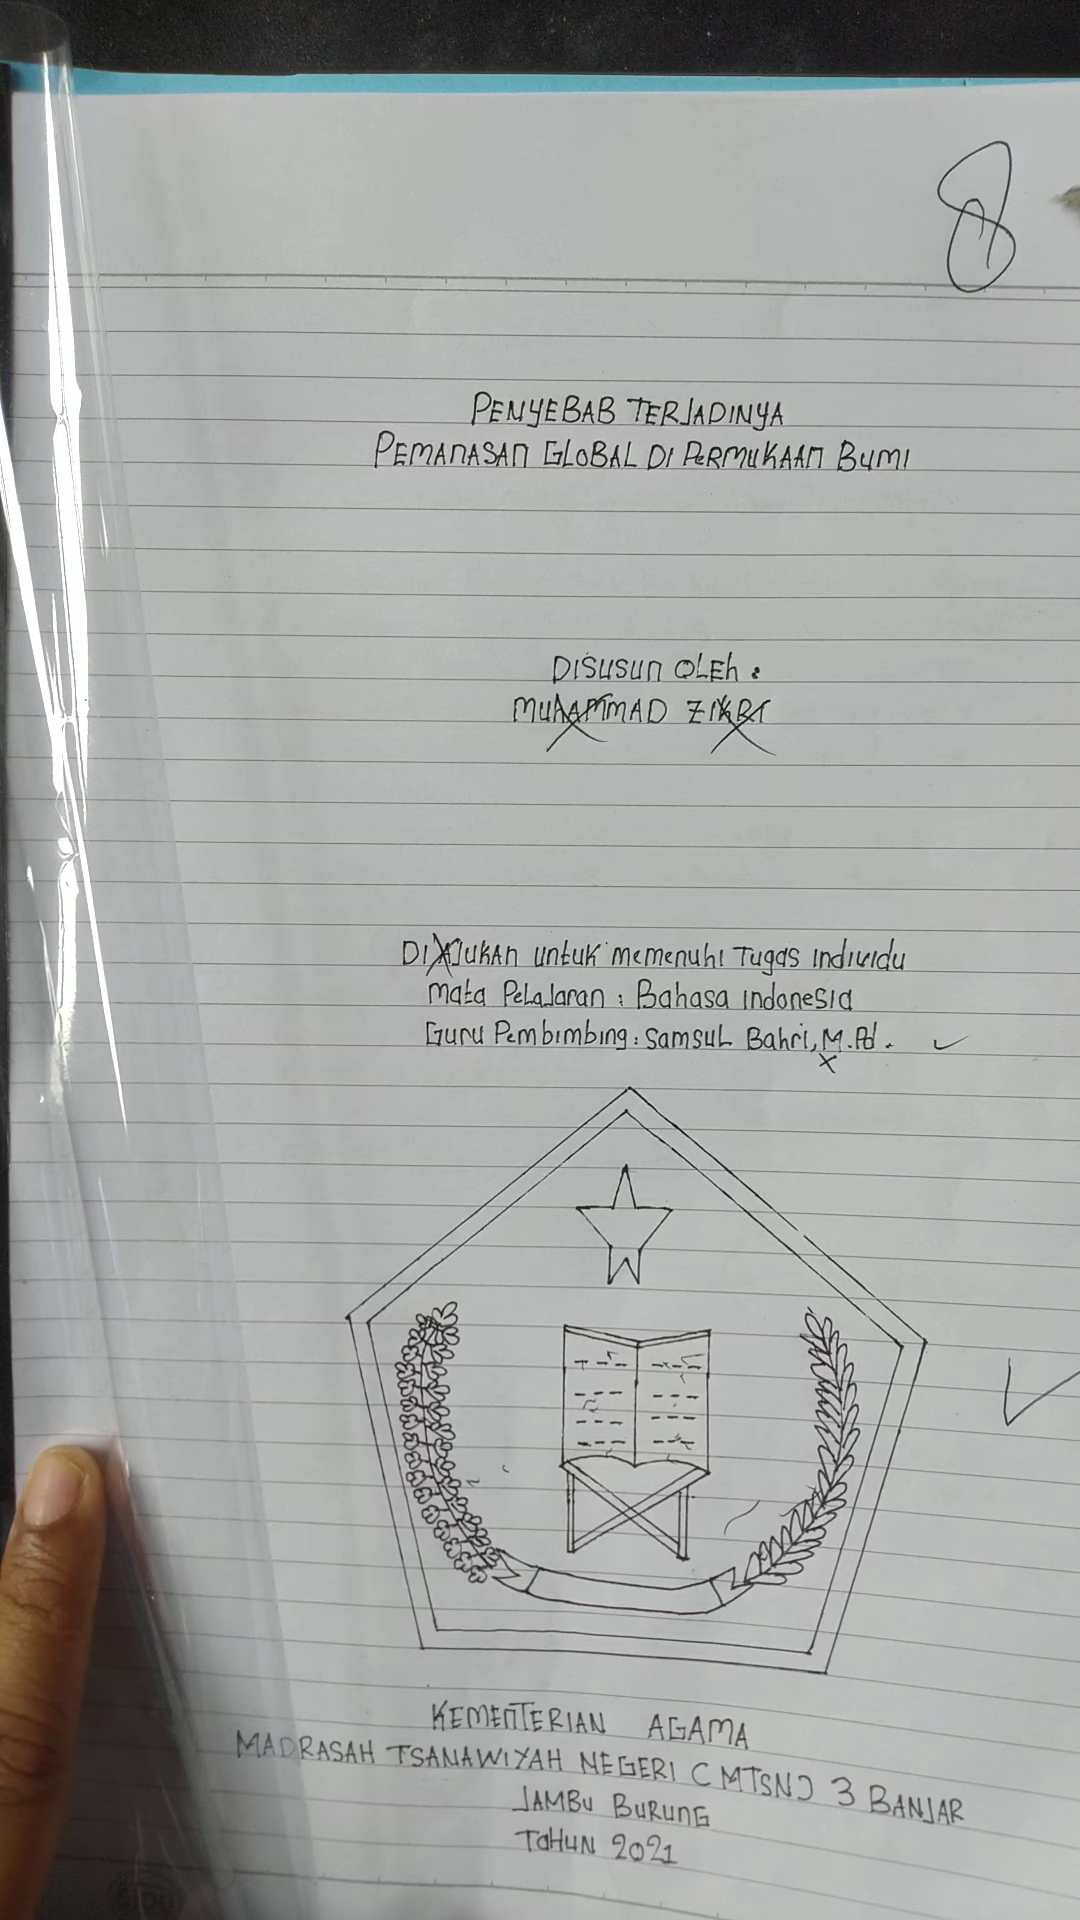 8
PENYEBAB TERJADINYA
PEMANASAN GLOBAL DI PERMUKAAN BUMI
DISUSUN OLEH :
MUHAMMAD ZIKRI
DIAJUKAN untuk memenuhi Tugas individu
Mata PeLaJaran : Bahasa indonesia
Guru Pembimbing : SamsuL Bahri, M.Pd.
KEMENTERIAN AGAMA
MADRASAH TSANAWIYAH NEGERI (MTSN) 3 BANJAR
JAMBU BURUNG
TAHUN 2021
SIDU